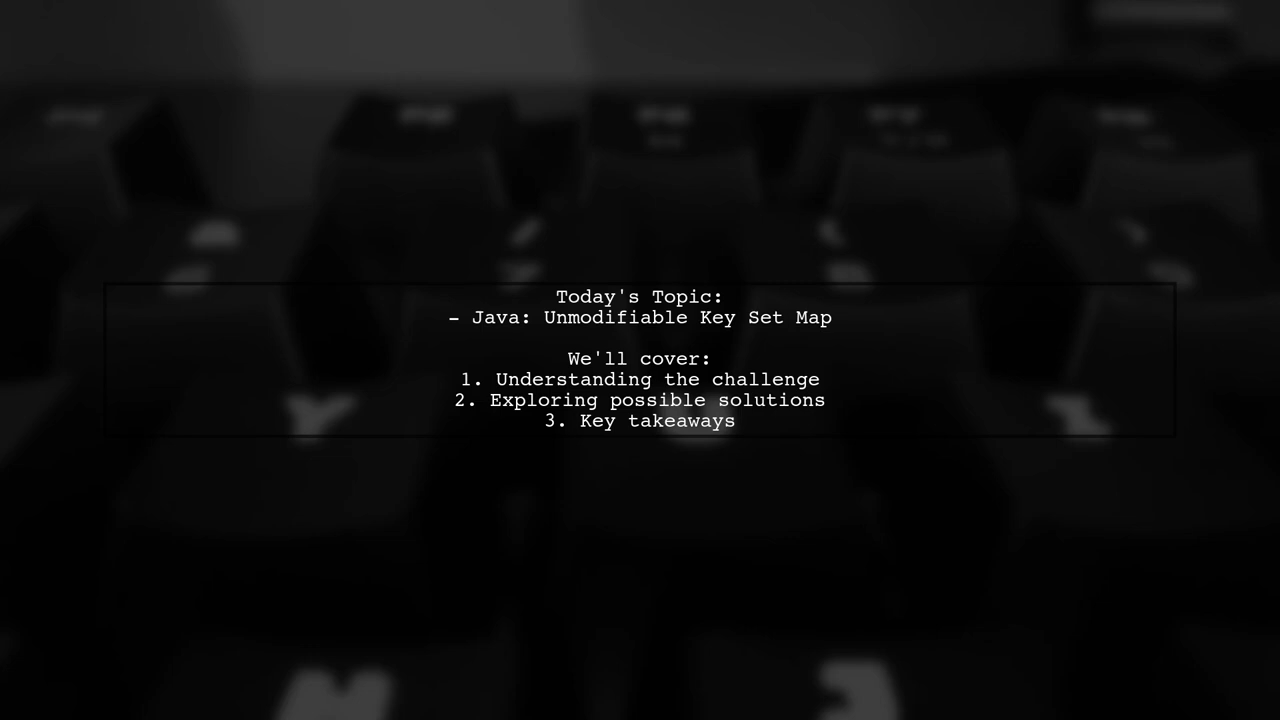 Today's Topic:
- Java: Unmodifiable Key Set Map
We'll cover:
1. Understanding the challenge
2. Exploring possible solutions
3. Key takeaways